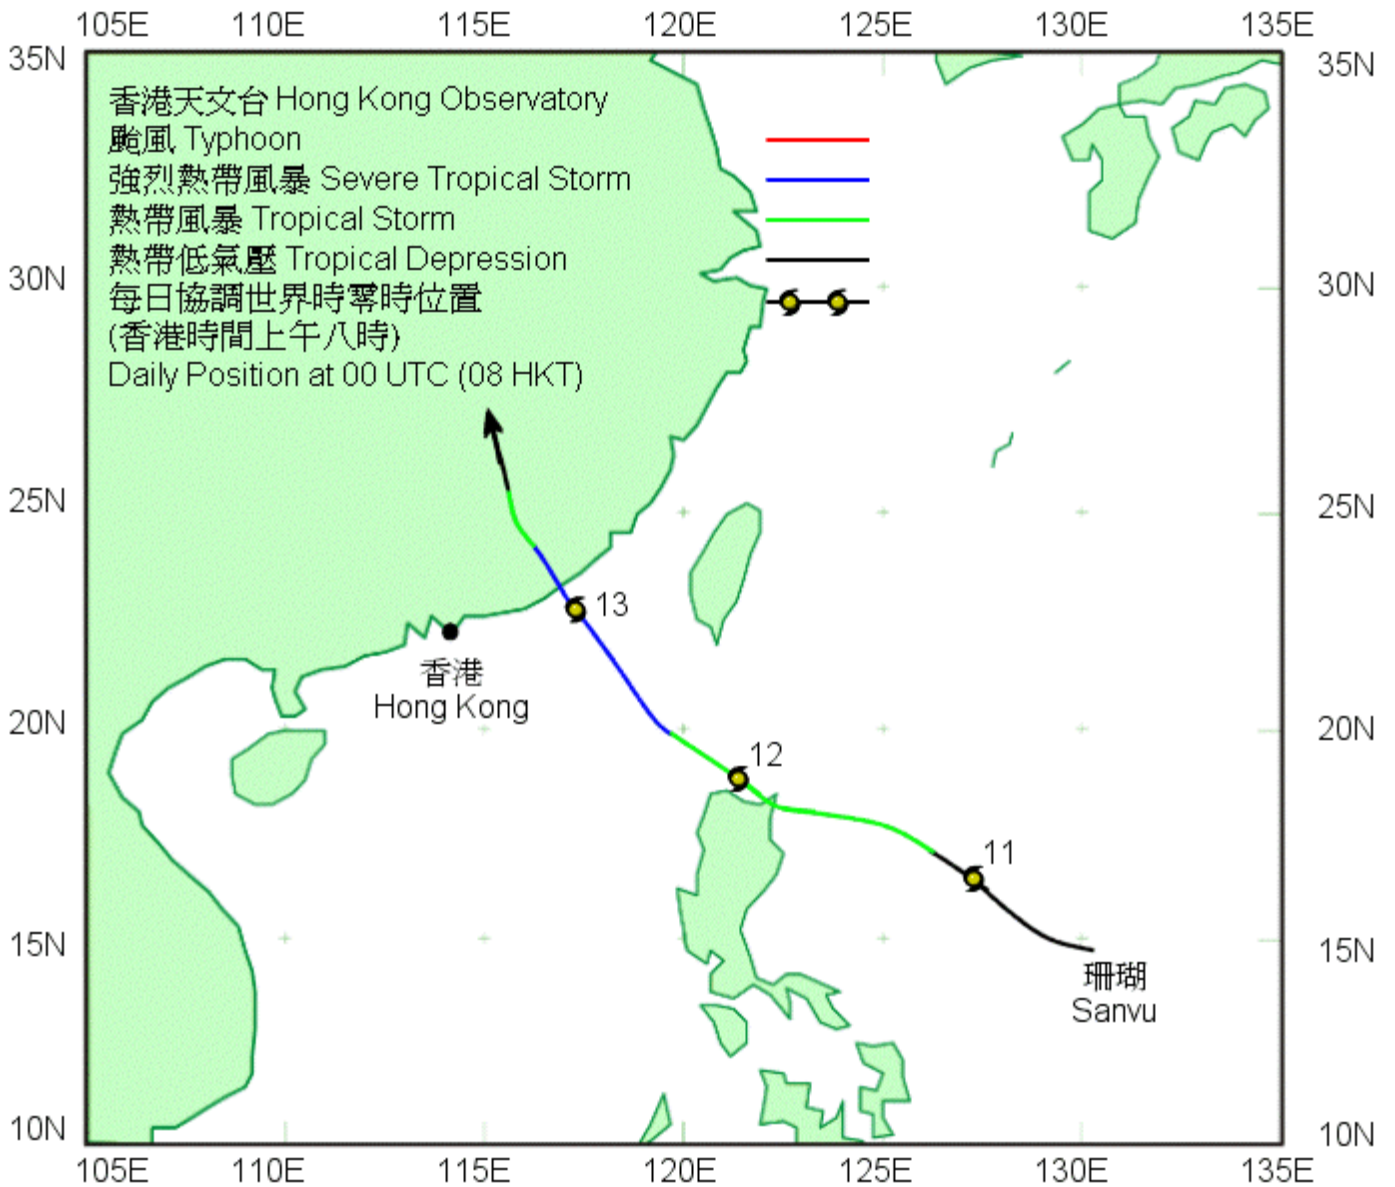 105E 110E 115E 120E 125E 130E 135E
35N 35N
香港天文台 Hong Kong Observatory
颱風 Typhoon
強烈熱帶風暴 Severe Tropical Storm
熱帶風暴 Tropical Storm
熱帶低氣壓 Tropical Depression
30N 30N
每日協調世界時零時位置
(香港時間上午八時)
Daily Position at 00 UTC (08 HKT)
25N 25N
13
香港
Hong Kong
20N 20N
12
11
15N 15N
珊瑚
Sanvu
10N 10N
105E 110E 115E 120E 125E 130E 135E